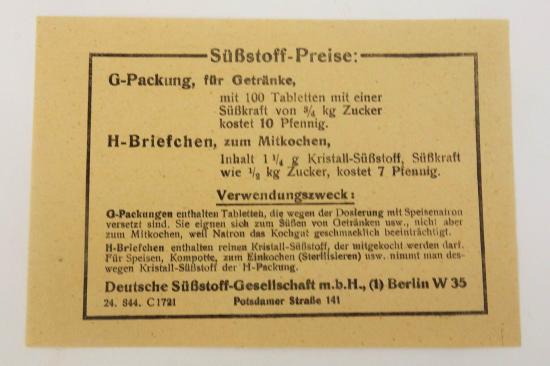 Süßstoff-Preise:
G-Packung, für Getränke,
mit 100 Tabletten mit einer
Süßkraft von ¾ kg Zucker
kostet 10 Pfennig.
H-Briefchen, zum Mitkochen,
Inhalt 1¼ g Kristall-Süßstoff, Süßkraft
wie ½ kg Zucker, kostet 7 Pfennig.
Verwendungszweck:
G-Packungen enthalten Tabletten, die wegen der Dosierung mit Speisenatron
versetzt sind. Sie eignen sich zum Süßen von Getränken usw., nicht aber
zum Mitkochen, weil Natron das Kochgut geschmeklich beeinträchtigt.
H-Briefchen enthalten reinen Kristall-Süßstoff, der mitgekocht werden darf.
Für Speisen, Kompotte, zum Einkochen (Sterilisieren) usw. nimmt man des-
wegen Kristall-Süßstoff der H-Packung.
Deutsche Süßstoff-Gesellschaft m.b.H., (1) Berlin W 35
24. 844. C 1721 Potsdamer Straße 141